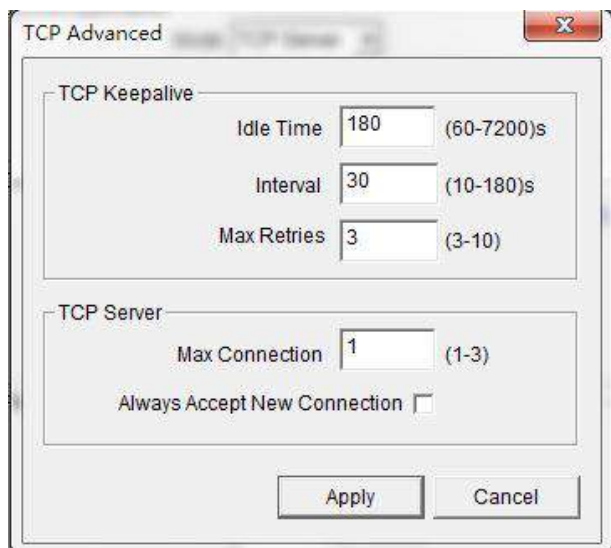 TCP Advanced
TCP Keepalive
Idle Time 180 (60-7200)s
Interval 30 (10-180)s
Max Retries 3 (3-10)
TCP Server
Max Connection 1 (1-3)
Always Accept New Connection
Apply Cancel